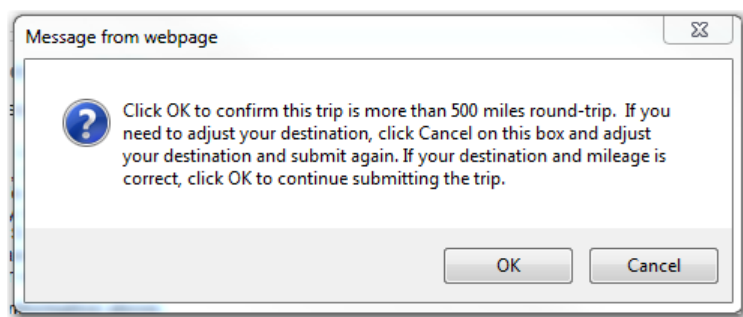 Message from webpage
Click OK to confirm this trip is more than 500 miles round-trip.  If you
need to adjust your destination, click Cancel on this box and adjust
your destination and submit again. If your destination and mileage is
correct, click OK to continue submitting the trip.
OK
Cancel